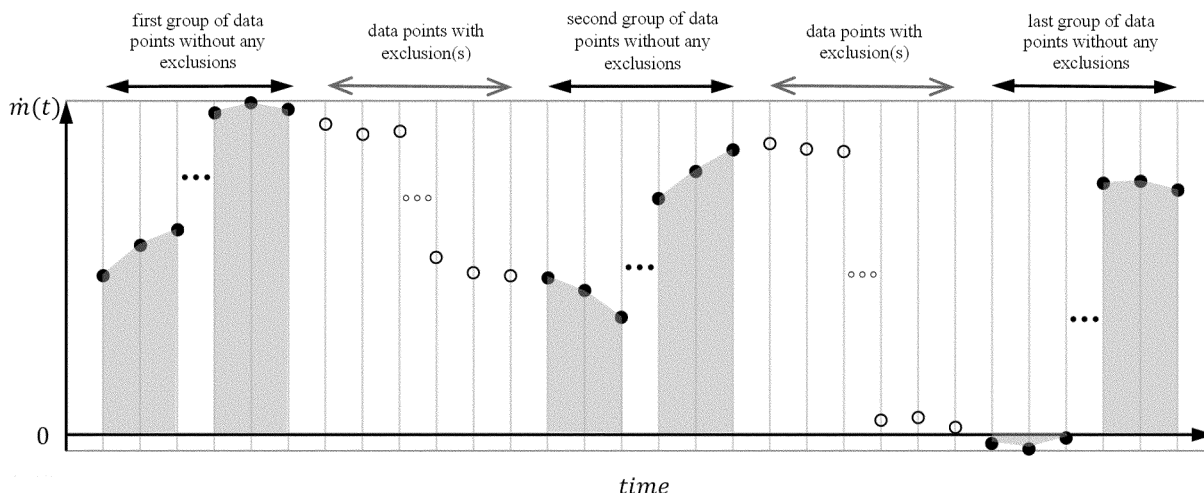 first group of data
points without any
exclusions
data points with
exclusion(s)
second group of data
points without any
exclusions
data points with
exclusion(s)
last group of data
points without any
exclusions
ṁ(t)
0
time